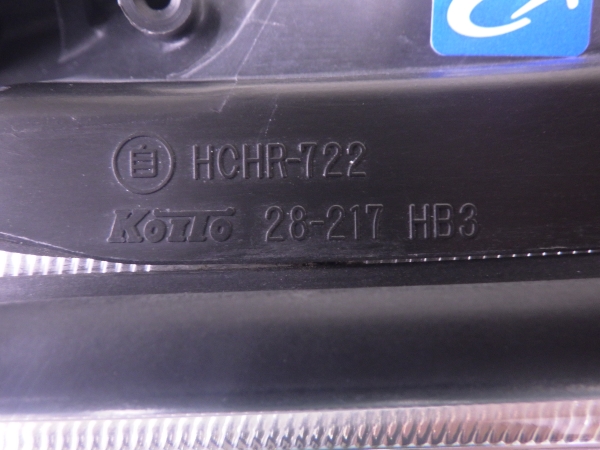 自 HCHR-722
KOITO 28-217 HB3